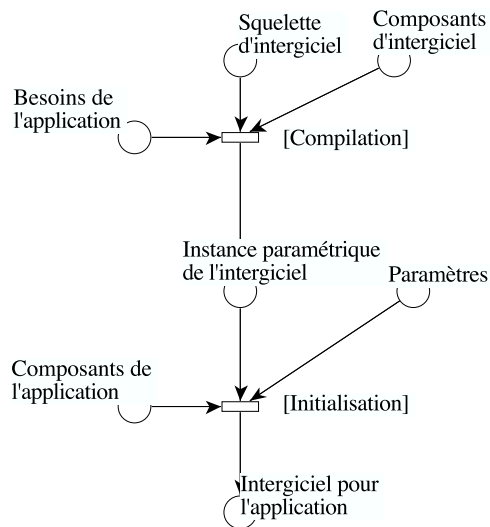 Squelette
d'intergiciel
Composants
d'intergiciel
Besoins de
l'application
[Compilation]
Instance paramétrique
de l'intergiciel
Paramètres
Composants de
l'application
[Initialisation]
Intergiciel pour
l'application